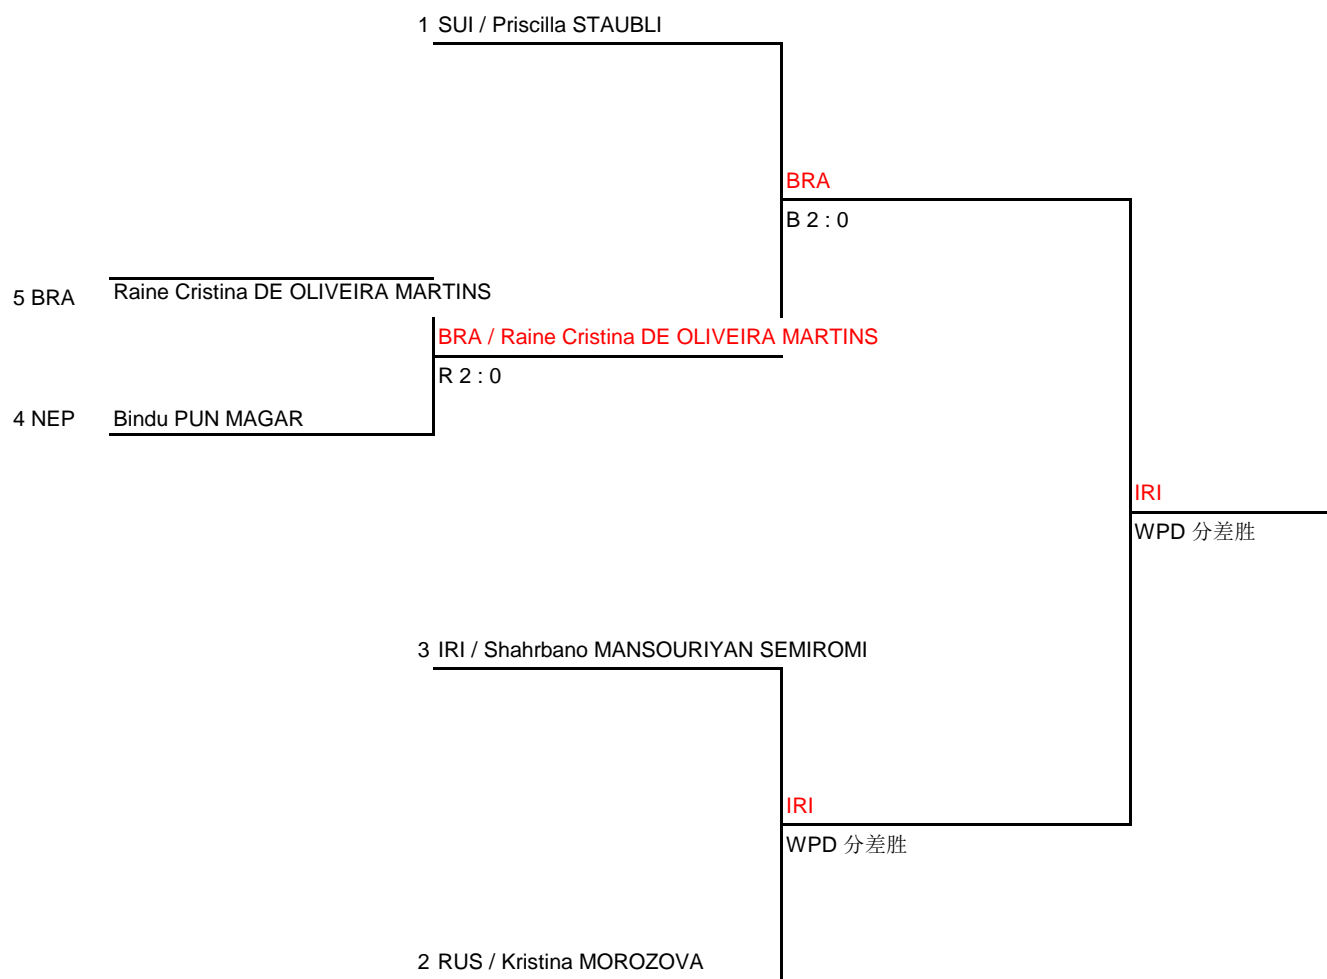 1 SUI / Priscilla STAUBLI
BRA
B 2 : 0
5 BRA Raine Cristina DE OLIVEIRA MARTINS
BRA / Raine Cristina DE OLIVEIRA MARTINS
R 2 : 0
4 NEP Bindu PUN MAGAR
IRI
WPD 分差胜
3 IRI / Shahrbano MANSOURIYAN SEMIROMI
IRI
WPD 分差胜
2 RUS / Kristina MOROZOVA